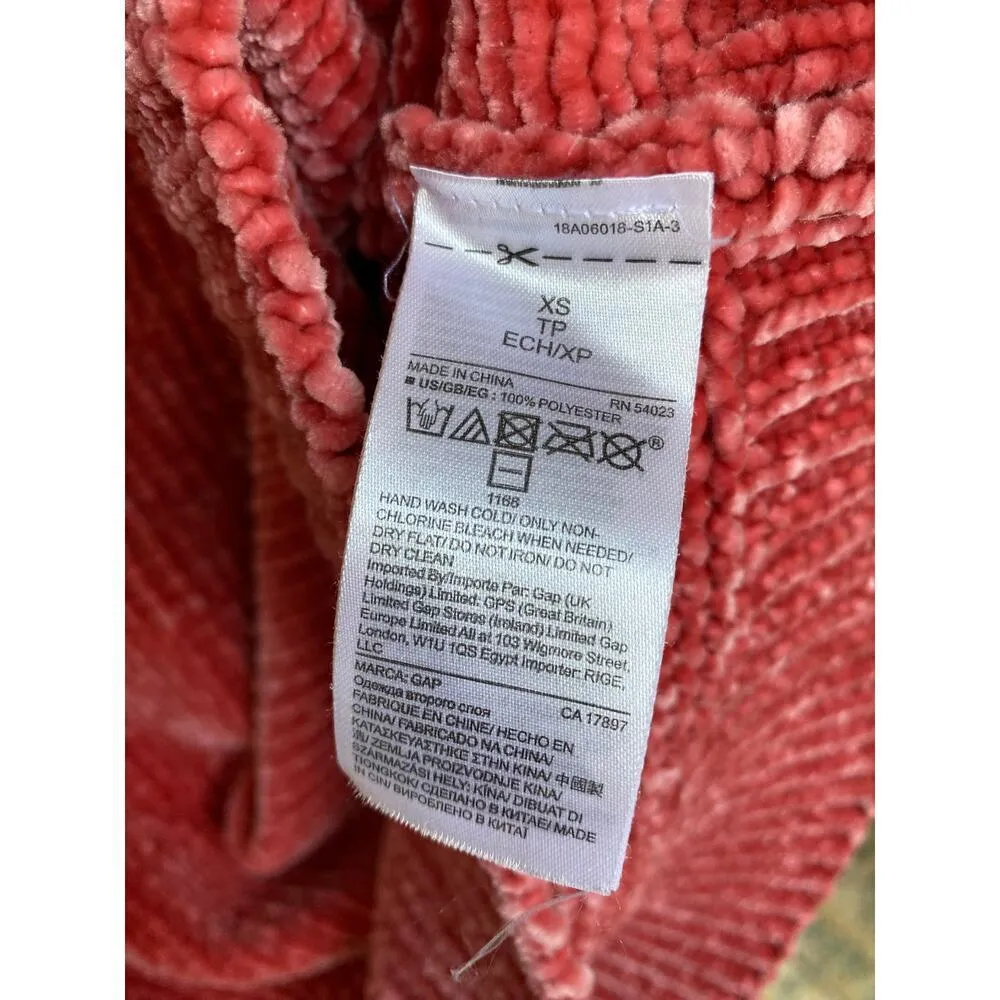 18A06018-S1A-3
XS
TP
ECH/XP
MADE IN CHINA RN 54023
US/GB/EG : 100% POLYESTER
®
1168
HAND WASH COLD/ ONLY NON-
CHLORINE BLEACH WHEN NEEDED/
DRY FLAT/ DO NOT IRON/ DO NOT
DRY CLEAN
Imported By/Importe Par: Gap (UK
Holdings) Limited: GPS (Great Britain)
Limited Gap Stores (Ireland) Limited Gap
Europe Limited All at 103 Wigmore Street,
London, W1U 1QS Egypt Importer: RIGE,
LLC
MARCA: GAP CA 17897
Одежда второго слоя
FABRIQUE EN CHINE/ HECHO EN
CHINA/ FABRICADO NA CHINA/
ΚΑΤΑΣΚΕΥΑΣΤΗΚΕ ΣΤΗΝ ΚΙΝΑ/ 中國製
造/ ZEMLJA PROIZVODNJE KINA/
SZÁRMAZÁSI HELY: KÍNA/ DIBUAT DI
TIONGKOK/ СДЕЛАНО В КИТАЕ/ MADE
IN CIN/ ВИРОБЛЕНО В КИТАЇ